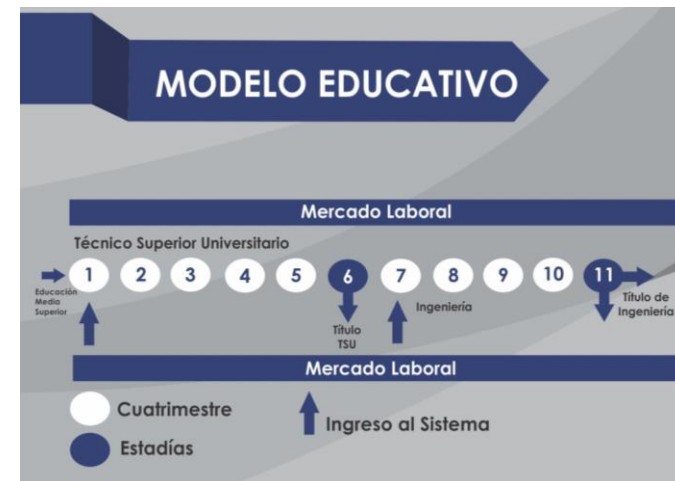 MODELO EDUCATIVO
Mercado Laboral
Técnico Superior Universitario
1 2 3 4 5 6 7 8 9 10 11
Educación
Media
Superior
Título
TSU
Ingeniería
Título de
Ingeniería
Mercado Laboral
Cuatrimestre
Ingreso al Sistema
Estadías